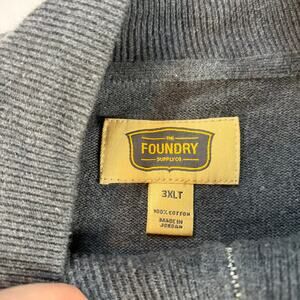 THE
FOUNDRY
SUPPLY CO
3XLT
100% COTTON
MADE IN
JORDAN